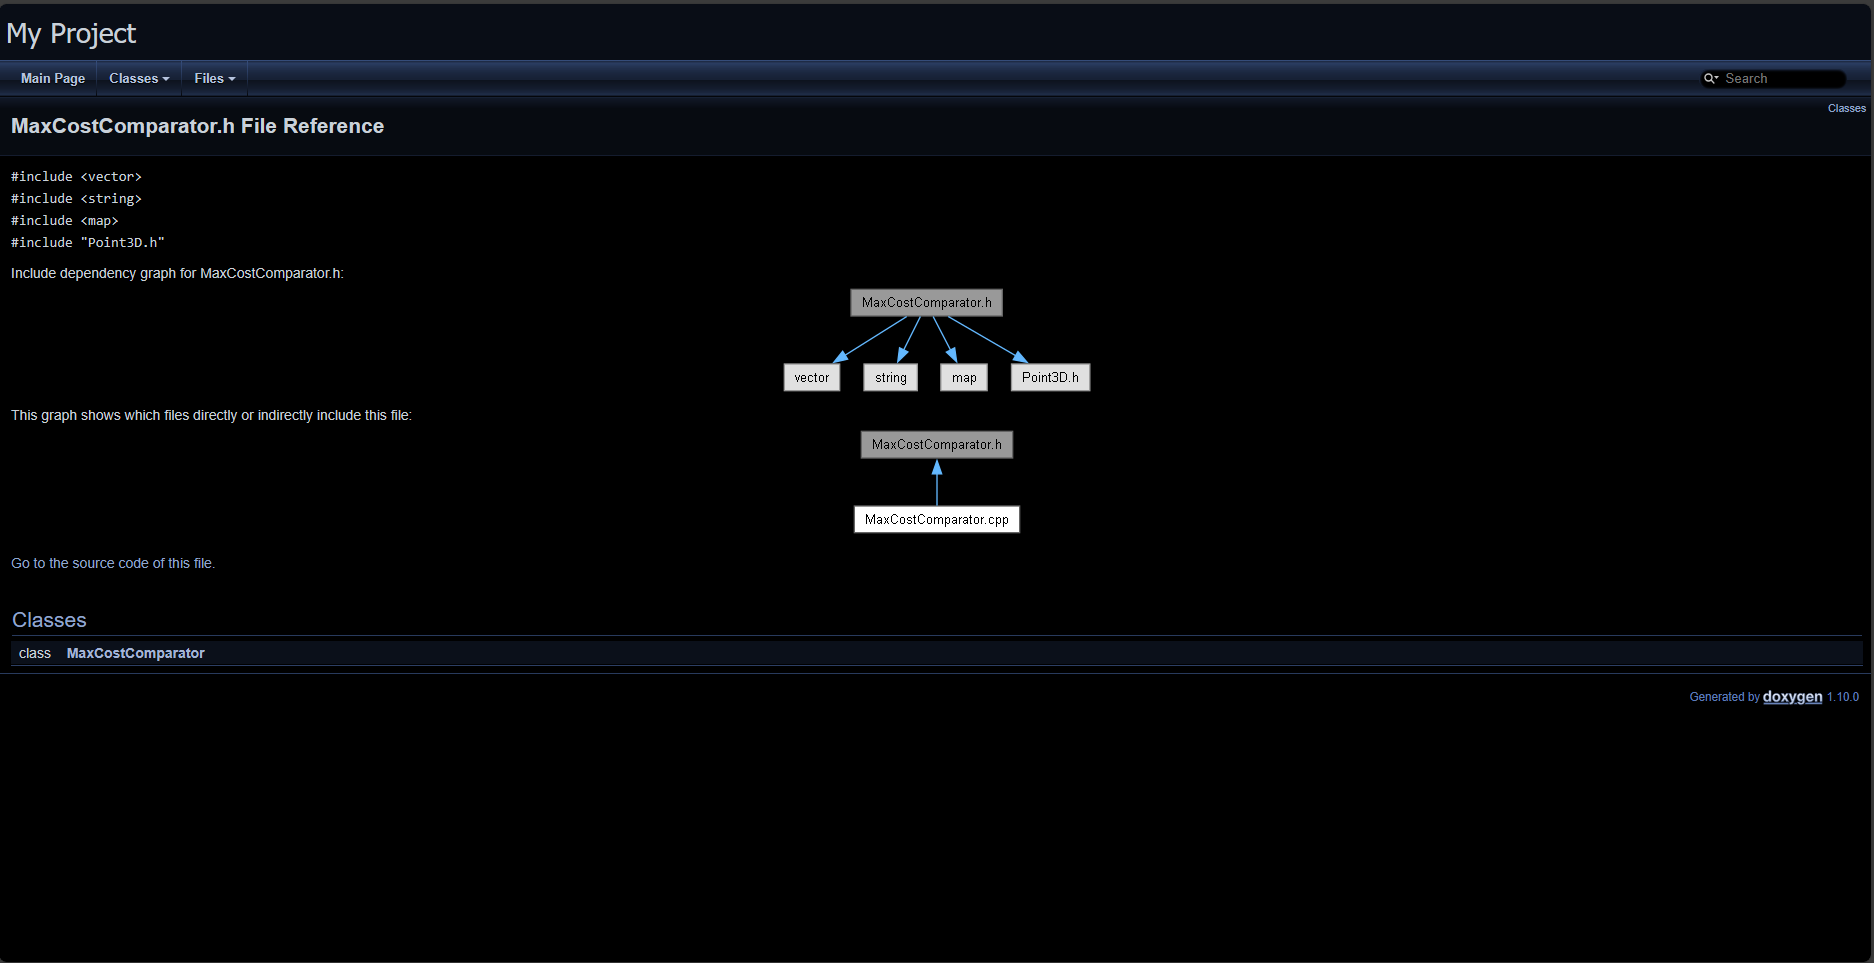 My Project
Main Page Classes Files Search
Classes
MaxCostComparator.h File Reference
#include <vector>
#include <string>
#include <map>
#include "Point3D.h"
Include dependency graph for MaxCostComparator.h:
MaxCostComparator.h
vector string map Point3D.h
This graph shows which files directly or indirectly include this file:
MaxCostComparator.h
MaxCostComparator.cpp
Go to the source code of this file.
Classes
class MaxCostComparator
Generated by doxygen 1.10.0